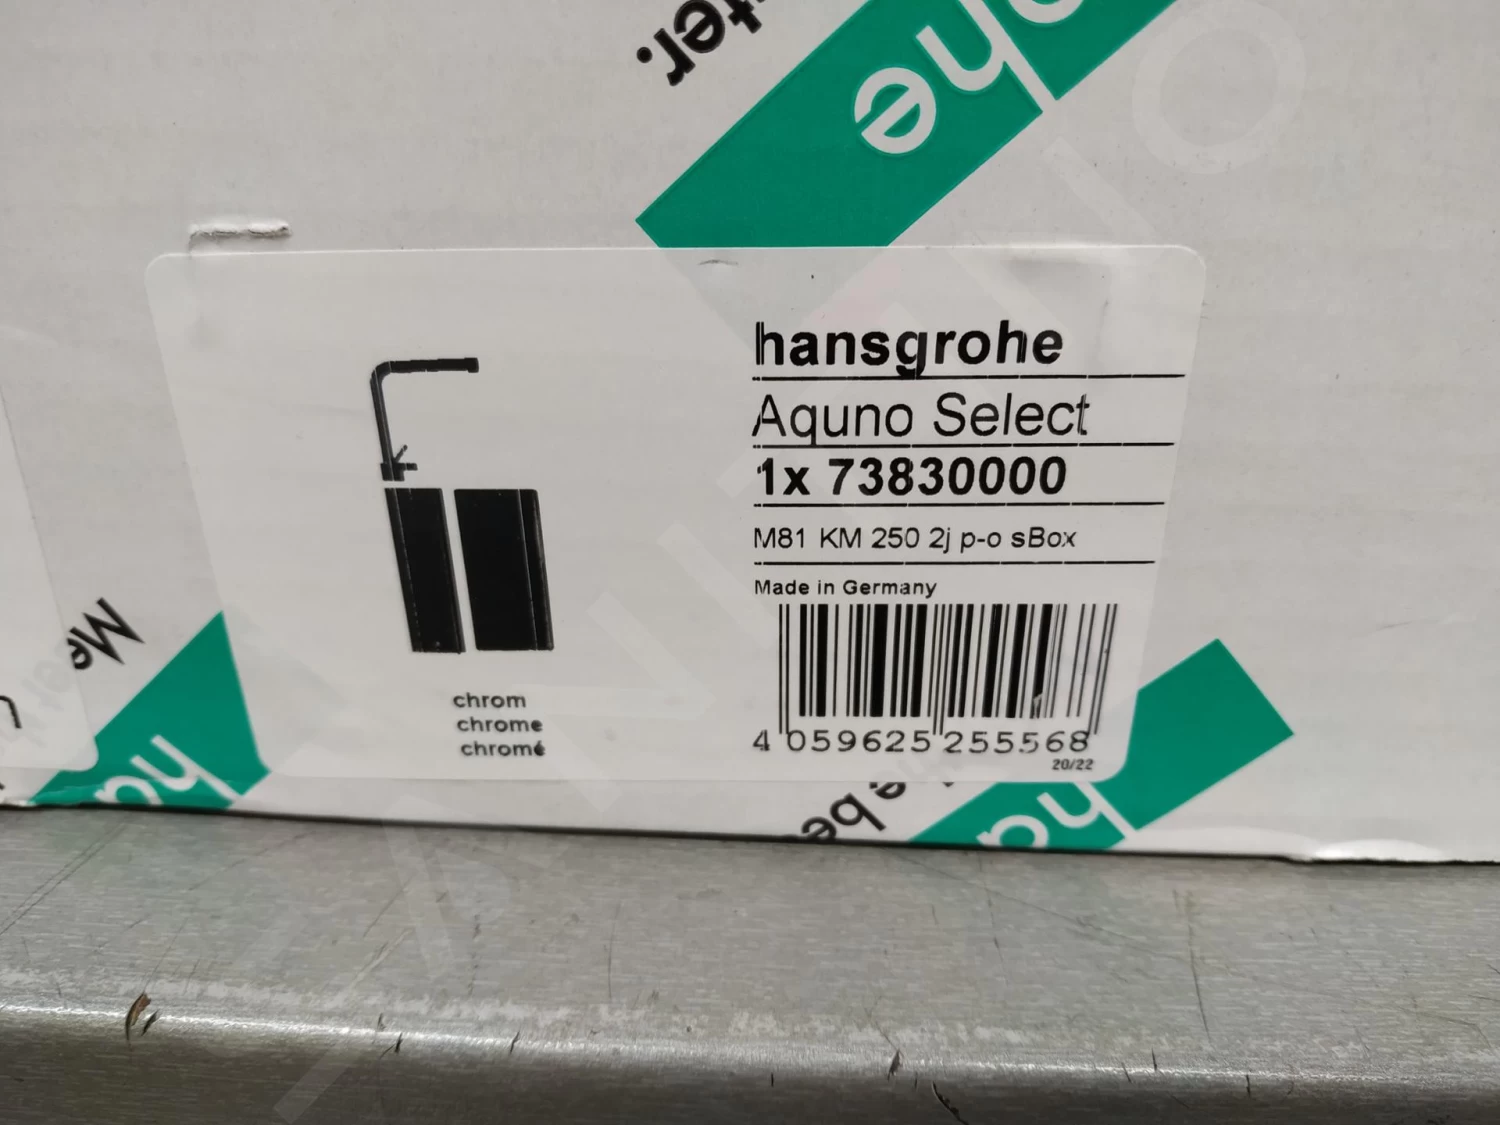 hansgrohe
Aquno Select
1x 73830000
M81 KM 250 2j p-o sBox
Made in Germany
4 059625 255568
20/22
chrom
chrome
chromé